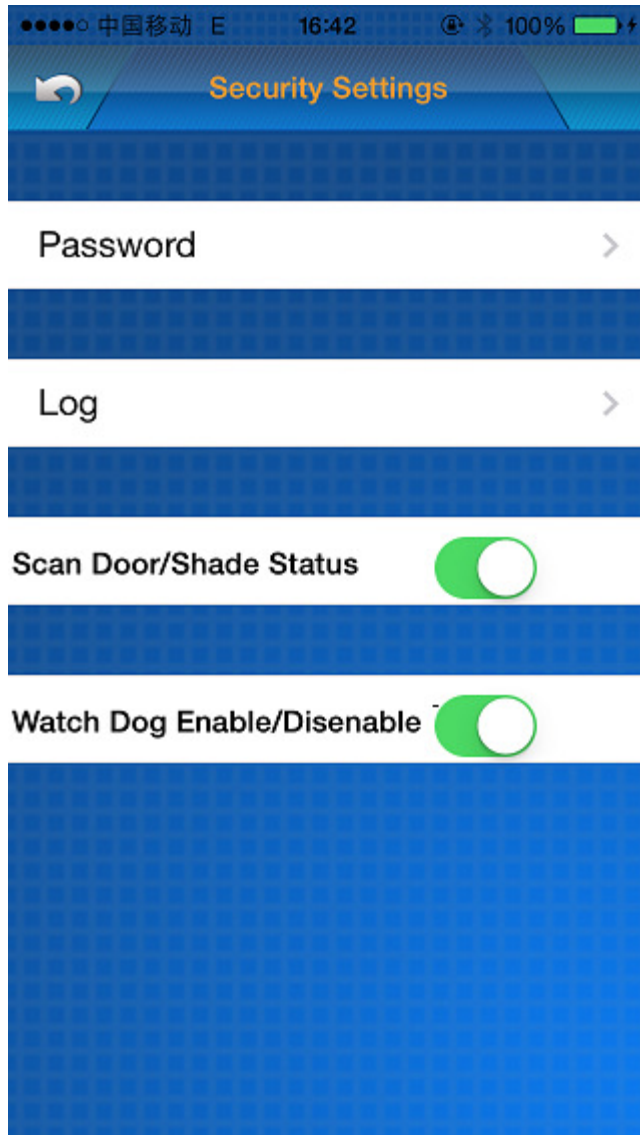 中国移动 E 16:42 100%
Security Settings
Password
Log
Scan Door/Shade Status
Watch Dog Enable/Disenable